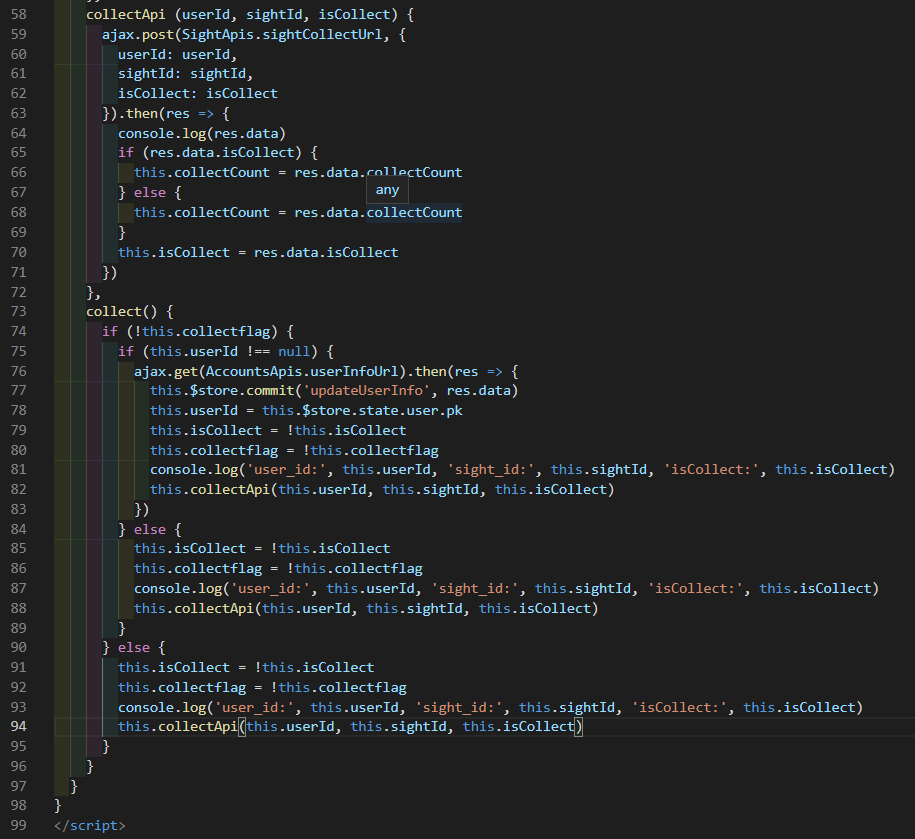 58 collectApi (userId, sightId, isCollect) {
59 ajax.post(SightApis.sightCollectUrl, {
60 userId: userId,
61 sightId: sightId,
62 isCollect: isCollect
63 }).then(res => {
64 console.log(res.data)
65 if (res.data.isCollect) {
66 this.collectCount = res.data.collectCount
any
67 } else {
68 this.collectCount = res.data.collectCount
69 }
70 this.isCollect = res.data.isCollect
71 })
72 },
73 collect() {
74 if (!this.collectflag) {
75 if (this.userId !== null) {
76 ajax.get(AccountsApis.userInfoUrl).then(res => {
77 this.$store.commit('updateUserInfo', res.data)
78 this.userId = this.$store.state.user.pk
79 this.isCollect = !this.isCollect
80 this.collectflag = !this.collectflag
81 console.log('user_id:', this.userId, 'sight_id:', this.sightId, 'isCollect:', this.isCollect)
82 this.collectApi(this.userId, this.sightId, this.isCollect)
83 })
84 } else {
85 this.isCollect = !this.isCollect
86 this.collectflag = !this.collectflag
87 console.log('user_id:', this.userId, 'sight_id:', this.sightId, 'isCollect:', this.isCollect)
88 this.collectApi(this.userId, this.sightId, this.isCollect)
89 }
90 } else {
91 this.isCollect = !this.isCollect
92 this.collectflag = !this.collectflag
93 console.log('user_id:', this.userId, 'sight_id:', this.sightId, 'isCollect:', this.isCollect)
94 this.collectApi(this.userId, this.sightId, this.isCollect)
95 }
96 }
97 }
98 }
99 </script>